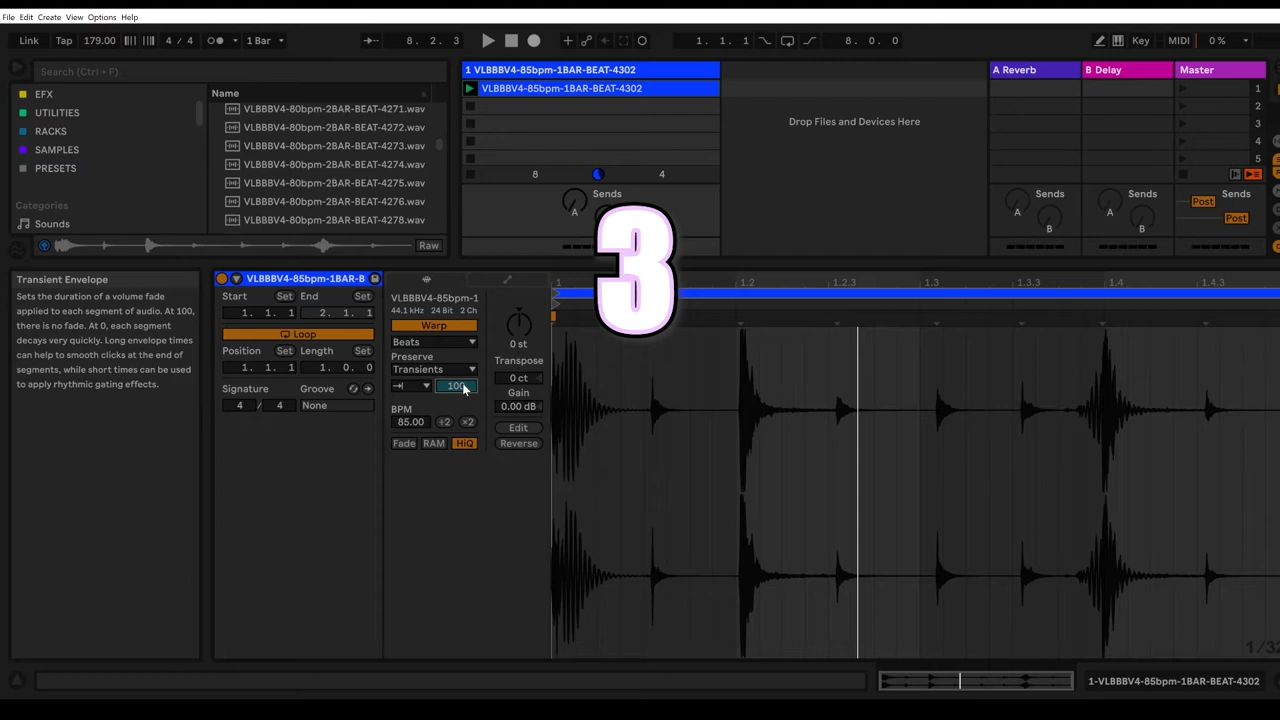 File Edit Create View Options Help
Link Tap 179.00 4 / 4 1 Bar 8. 2. 3 1. 1. 1 8. 0. 0 Key MIDI 0 %
Search (Ctrl + F)
1 VLBBBV4-85bpm-1BAR-BEAT-4302 A Reverb B Delay Master
VLBBBV4-85bpm-1BAR-BEAT-4302 1
EFX Name
UTILITIES VLBBBV4-80bpm-2BAR-BEAT-4271.wav 2
RACKS VLBBBV4-80bpm-2BAR-BEAT-4272.wav Drop Files and Devices Here 3
SAMPLES VLBBBV4-80bpm-2BAR-BEAT-4273.wav 4
PRESETS VLBBBV4-80bpm-2BAR-BEAT-4274.wav 5
VLBBBV4-80bpm-2BAR-BEAT-4275.wav 8 4
Categories VLBBBV4-80bpm-2BAR-BEAT-4276.wav Sends Sends Sends Sends
Sounds VLBBBV4-80bpm-2BAR-BEAT-4278.wav A A A Post
B B Post
Raw
3
Transient Envelope
Sets the duration of a volume fade
applied to each segment of audio. At 100,
there is no fade. At 0, each segment
decays very quickly. Long envelope times
can help to smooth clicks at the end of
segments, while short times can be used
to apply rhythmic gating effects.
VLBBBV4-85bpm-1BAR-B
Start Set End Set
1. 1. 1 2. 1. 1
Loop
Position Set Length Set
1. 1. 1 1. 0. 0
Signature Groove
4 / 4 None
VLBBBV4-85bpm-1
44.1 kHz 24 Bit 2 Ch
Warp
Beats
Preserve
Transients
100
BPM
85.00 ÷2 ×2
Fade RAM HiQ
0 st
Transpose
0 ct
Gain
0.00 dB
Edit
Reverse
1 1.2 1.2.3 1.3 1.4 1.4.3
1/32
1-VLBBBV4-85bpm-1BAR-BEAT-4302